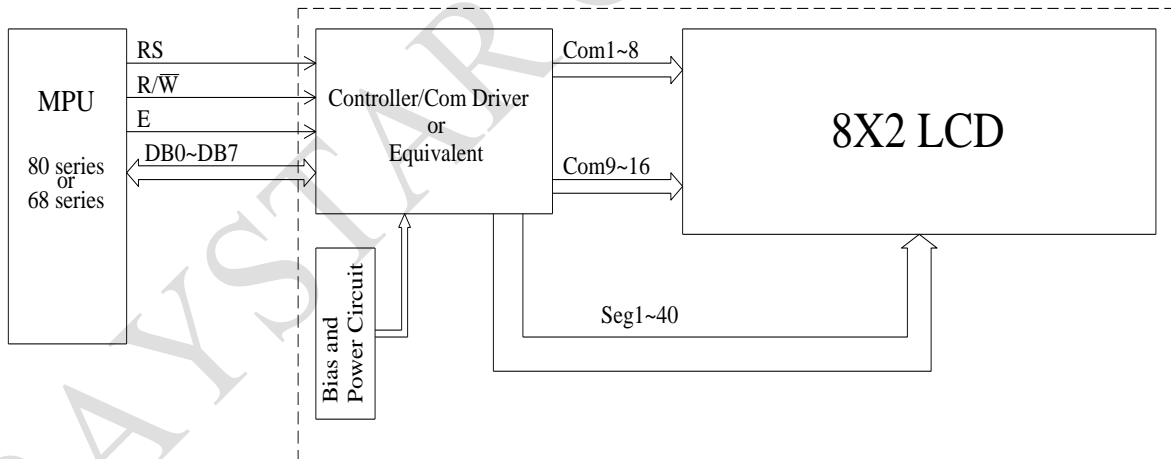 RS
R/W̅
E
DB0~DB7
MPU
80 series
or
68 series
Controller/Com Driver
or
Equivalent
Bias and
Power Circuit
Com1~8
Com9~16
Seg1~40
8X2 LCD
RAYSTAR